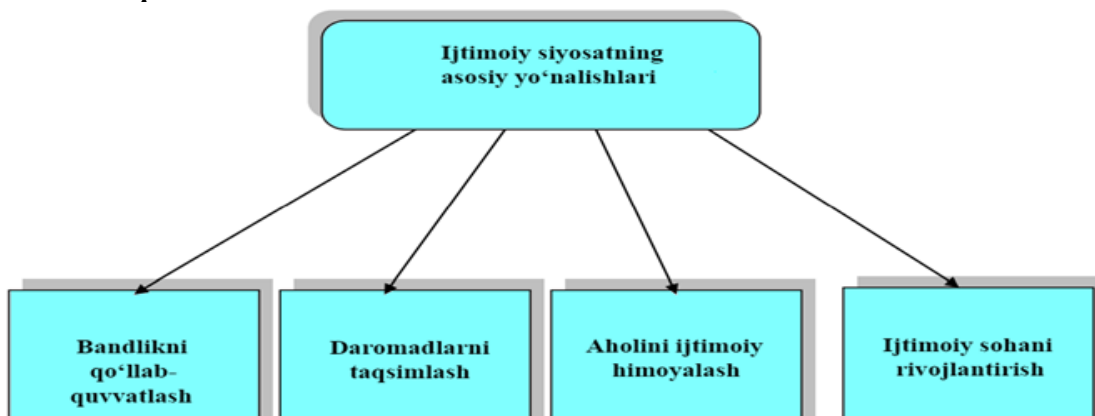 Ijtimoiy siyosatning
asosiy yo‘nalishlari
Bandlikni
qo‘llab-
quvvatlash
Daromadlarni
taqsimlash
Aholini ijtimoiy
himoyalash
Ijtimoiy sohani
rivojlantirish